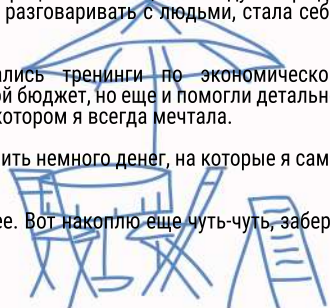 разговаривать с людьми, стала себ
ались тренинги по экономическо
й бюджет, но еще и помогли детальн
котором я всегда мечтала.
ить немного денег, на которые я сам
ее. Вот накоплю еще чуть-чуть, забер